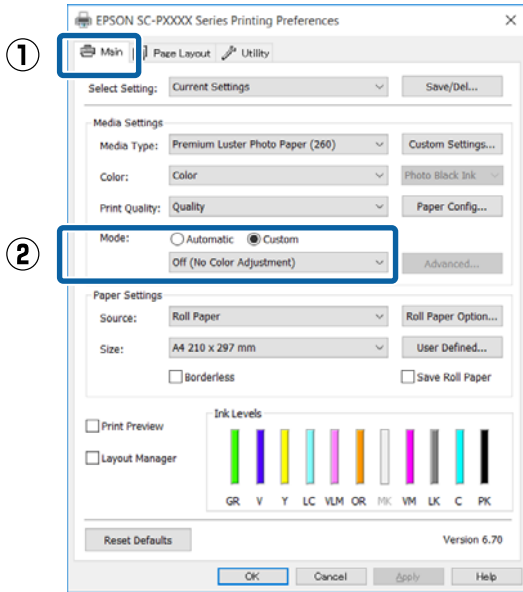 EPSON SC-PXXXX Series Printing Preferences
①
Main Page Layout Utility
Select Setting: Current Settings Save/Del...
Media Settings
Media Type: Premium Luster Photo Paper (260) Custom Settings...
Color: Color Photo Black Ink
Print Quality: Quality Paper Config...
②
Mode: Automatic Custom
Off (No Color Adjustment) Advanced...
Paper Settings
Source: Roll Paper Roll Paper Option...
Size: A4 210 x 297 mm User Defined...
Borderless Save Roll Paper
Ink Levels
Print Preview
Layout Manager
GR V Y LC VLM OR MK VM LK C PK
Reset Defaults Version 6.70
OK Cancel Apply Help